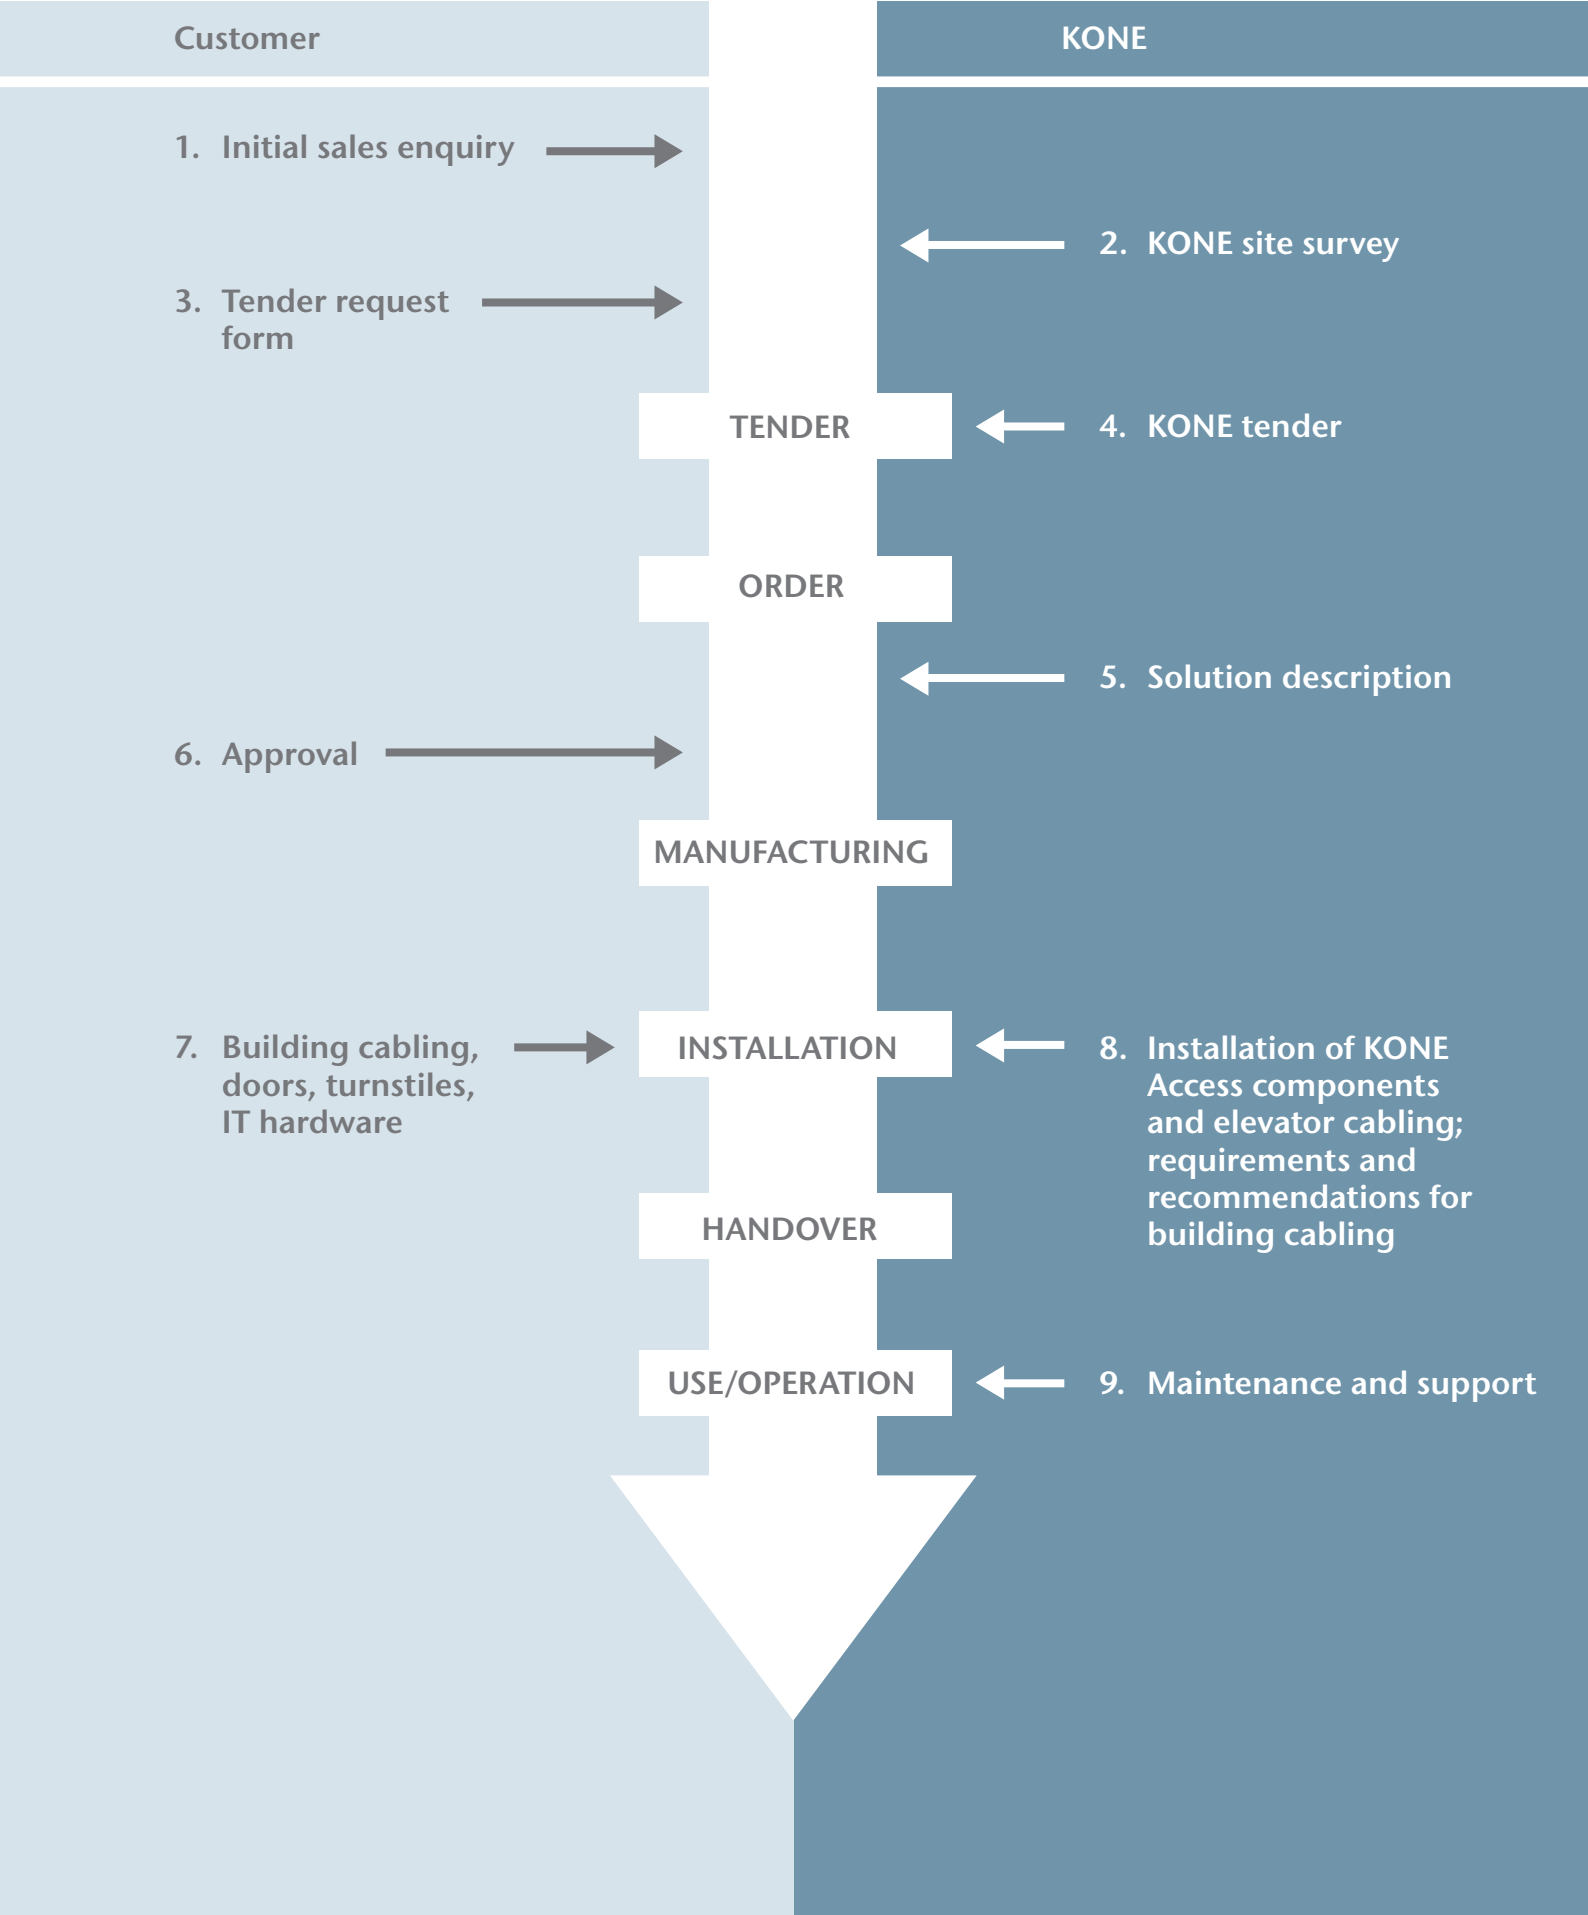 Customer
KONE
1. Initial sales enquiry
2. KONE site survey
3. Tender request
form
TENDER
4. KONE tender
ORDER
5. Solution description
6. Approval
MANUFACTURING
7. Building cabling,
doors, turnstiles,
IT hardware
INSTALLATION
8. Installation of KONE
Access components
and elevator cabling;
requirements and
recommendations for
building cabling
HANDOVER
USE/OPERATION
9. Maintenance and support